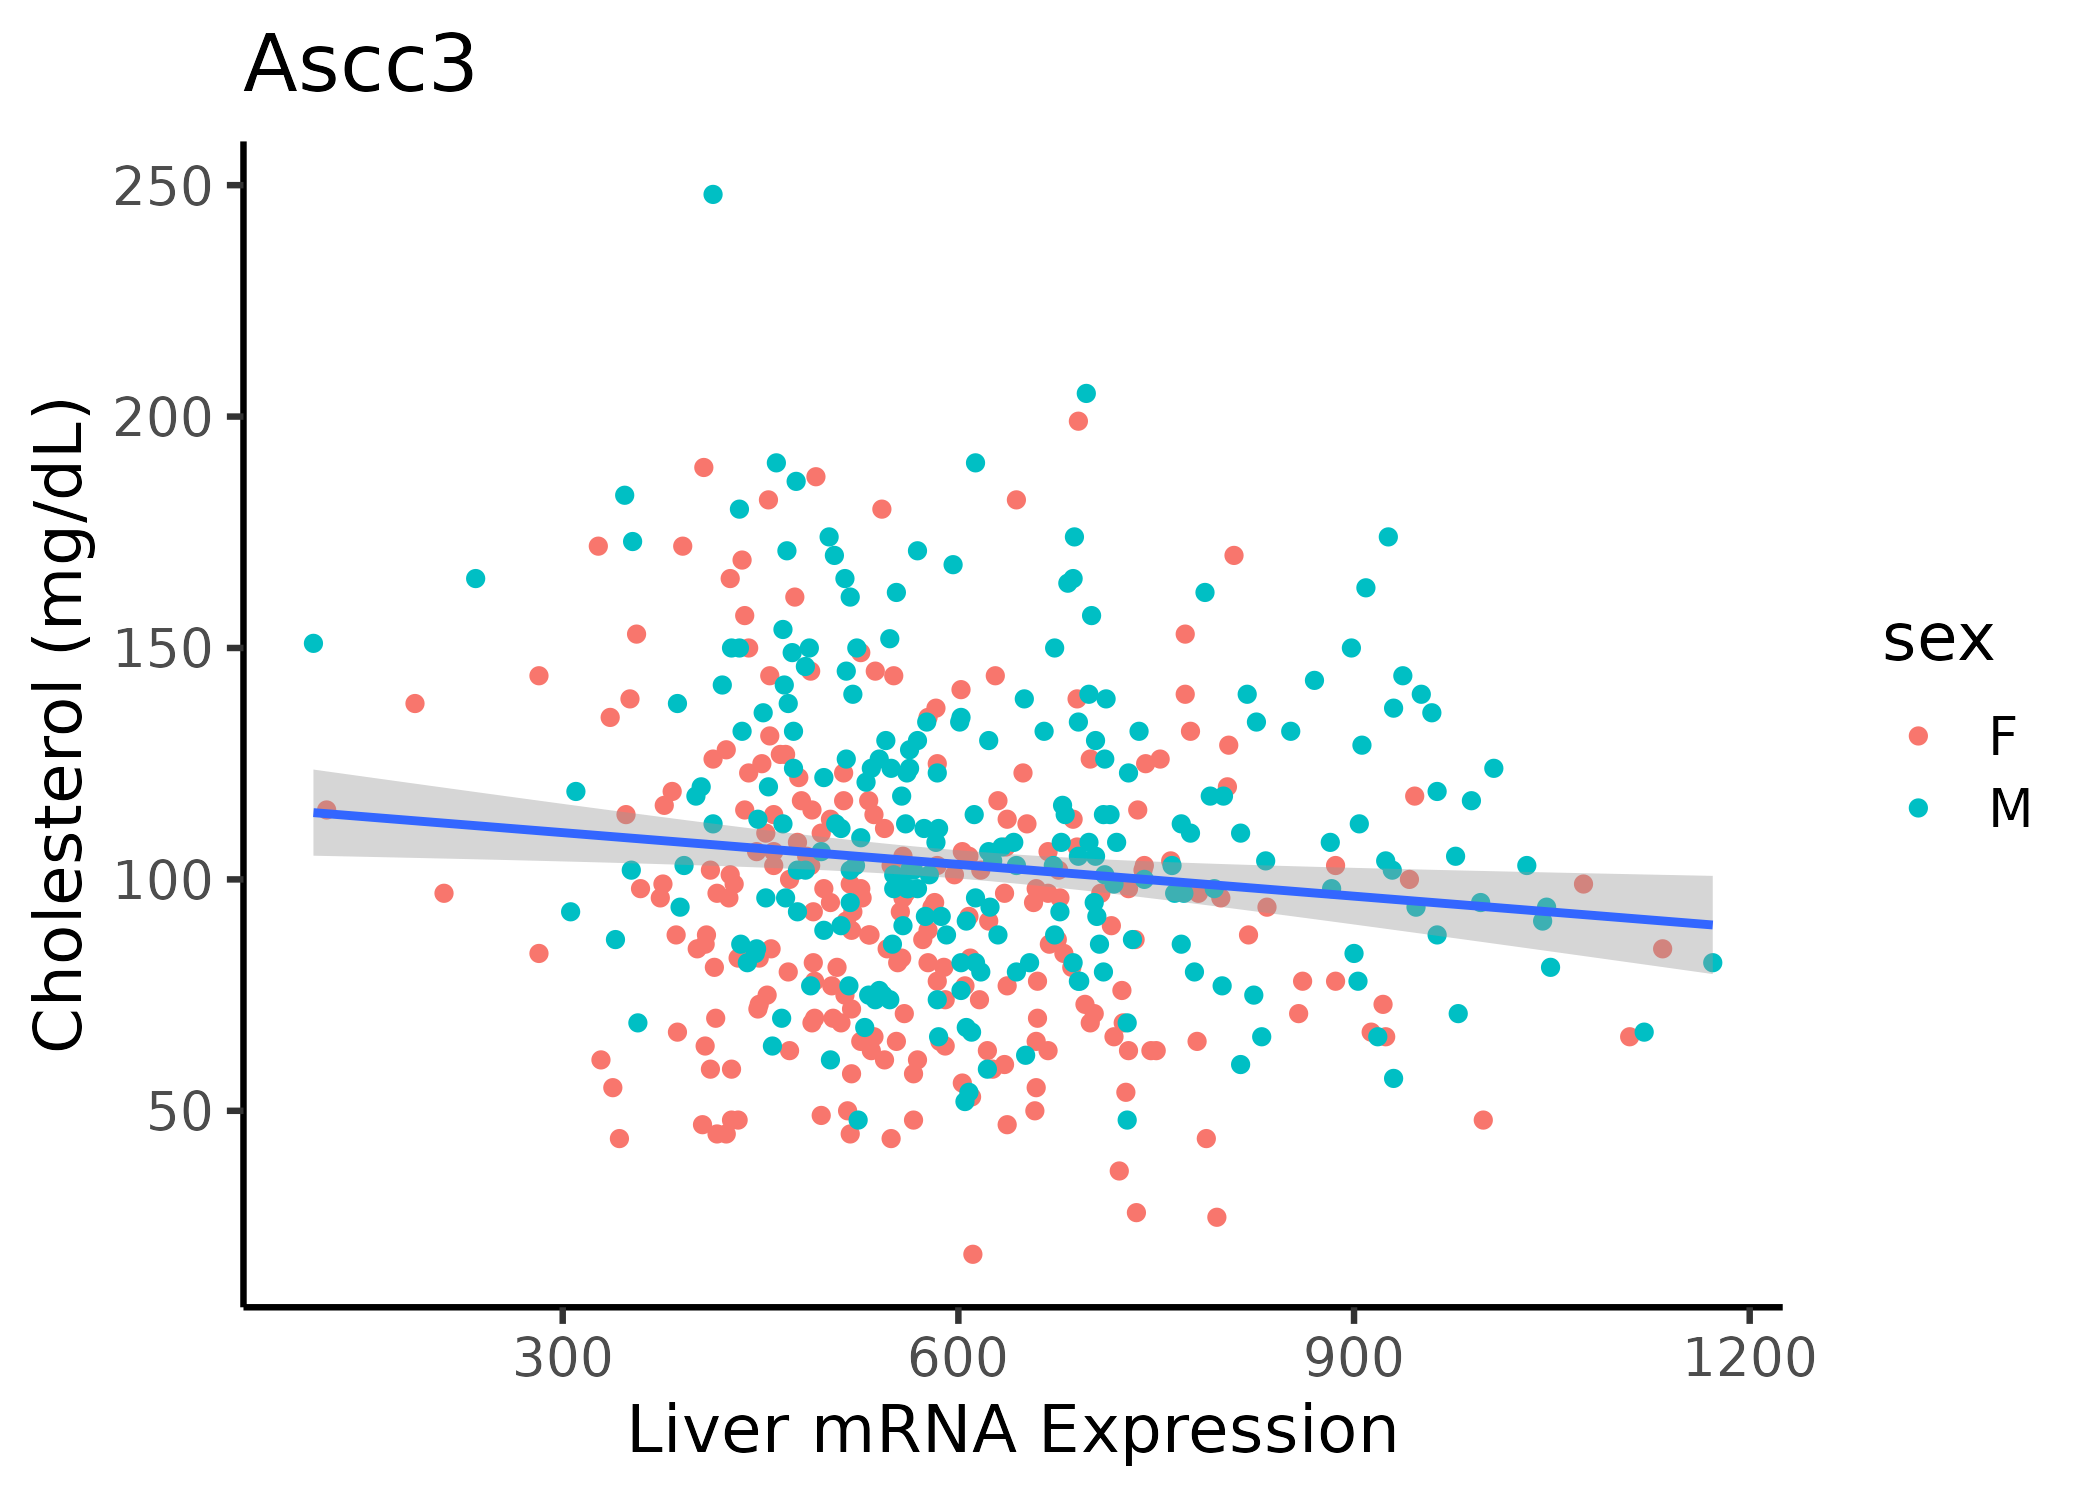 Ascc3
Cholesterol (mg/dL)
250
200
150
100
50
300 600 900 1200
Liver mRNA Expression
sex
F
M